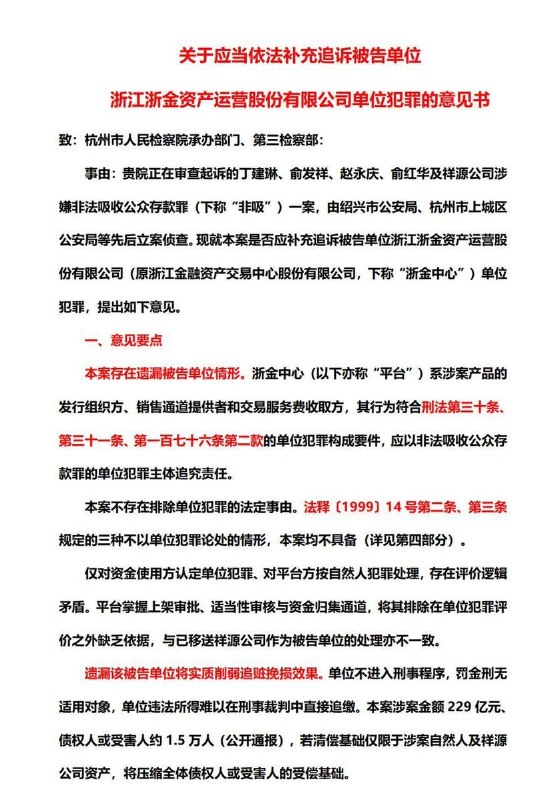 关于应当依法补充追诉被告单位
浙江浙金资产运营股份有限公司单位犯罪的意见书
致：杭州市人民检察院承办部门、第三检察部：
事由：贵院正在审查起诉的丁建琳、俞发祥、赵永庆、俞红华及祥源公司涉
嫌非法吸收公众存款罪（下称“非吸”）一案，由绍兴市公安局、杭州市上城区
公安局等先后立案侦查。现就本案是否应补充追诉被告单位浙江浙金资产运营股
份有限公司（原浙江金融资产交易中心股份有限公司，下称“浙金中心”）单位
犯罪，提出如下意见。
一、意见要点
本案存在遗漏被告单位情形。浙金中心（以下亦称“平台”）系涉案产品的
发行组织方、销售通道提供者和交易服务费收取方，其行为符合刑法第三十条、
第三十一条、第一百七十六条第二款的单位犯罪构成要件，应以非法吸收公众存
款罪的单位犯罪主体追究责任。
本案不存在排除单位犯罪的法定事由。法释〔1999〕14号第二条、第三条
规定的三种不以单位犯罪论处的情形，本案均不具备（详见第四部分）。
仅对资金使用方认定单位犯罪、对平台方按自然人犯罪处理，存在评价逻辑
矛盾。平台掌握上架审批、适当性审核与资金归集通道，将其排除在单位犯罪评
价之外缺乏依据，与已移送祥源公司作为被告单位的处理亦不一致。
遗漏该被告单位将实质削弱追赃挽损效果。单位不进入刑事程序，罚金刑无
适用对象，单位违法所得难以在刑事裁判中直接追缴。本案涉案金额229亿元、
债权人或受害人约1.5万人（公开通报），若清偿基础仅限于涉案自然人及祥源
公司资产，将压缩全体债权人或受害人的受偿基础。